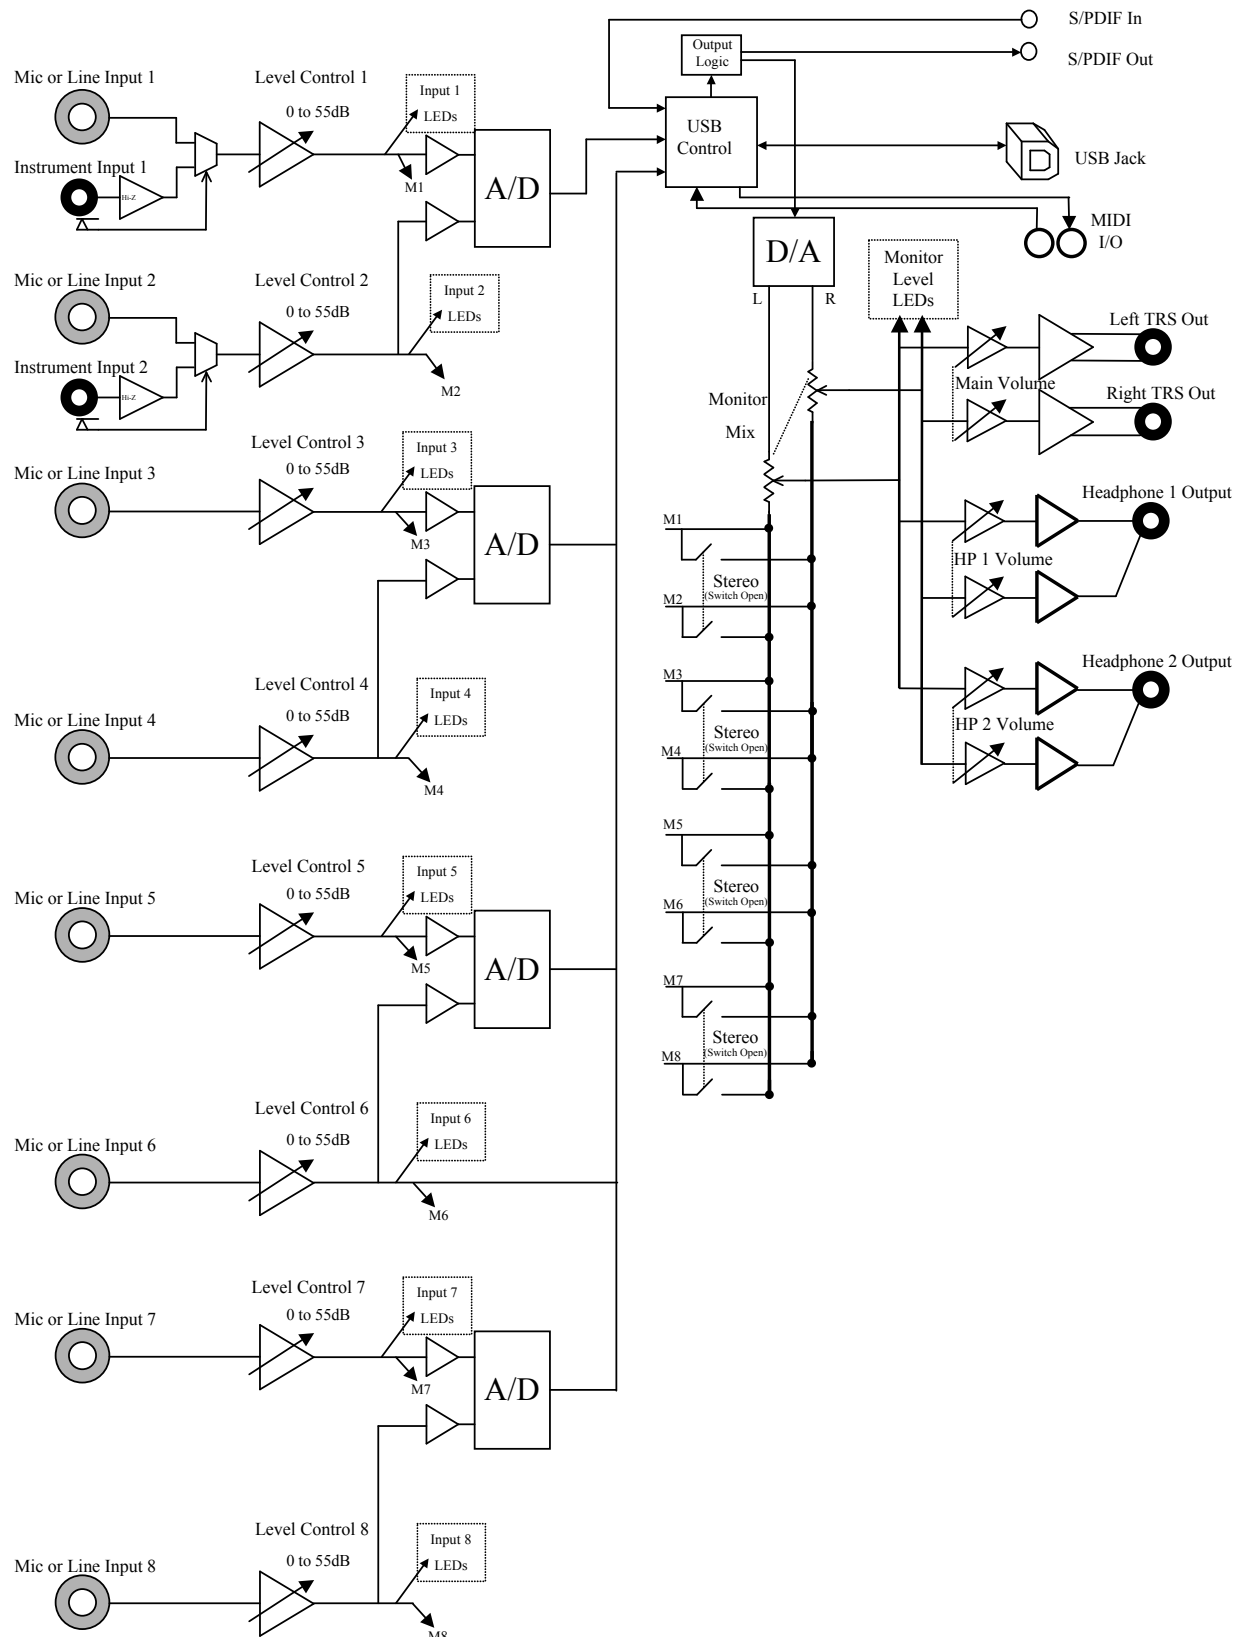 S/PDIF In
Output
Logic
S/PDIF Out
Mic or Line Input 1
Level Control 1
Input 1
LEDs
0 to 55dB
USB
Control
USB Jack
A/D
M1
Instrument Input 1
Hi-Z
MIDI
I/O
D/A
Monitor
Level
LEDs
L
R
Mic or Line Input 2
Level Control 2
Input 2
LEDs
0 to 55dB
M2
Instrument Input 2
Hi-Z
Left TRS Out
Main Volume
Right TRS Out
Monitor
Mix
Mic or Line Input 3
Level Control 3
0 to 55dB
Input 3
LEDs
M3
A/D
Headphone 1 Output
HP 1 Volume
M1
Stereo
(Switch Open)
M2
Headphone 2 Output
HP 2 Volume
M3
Stereo
(Switch Open)
M4
Mic or Line Input 4
Level Control 4
0 to 55dB
Input 4
LEDs
M4
M5
Stereo
(Switch Open)
M6
Mic or Line Input 5
Level Control 5
0 to 55dB
Input 5
LEDs
M5
A/D
M7
Stereo
(Switch Open)
M8
Mic or Line Input 6
Level Control 6
0 to 55dB
Input 6
LEDs
M6
Mic or Line Input 7
Level Control 7
0 to 55dB
Input 7
LEDs
M7
A/D
Mic or Line Input 8
Level Control 8
0 to 55dB
Input 8
LEDs
M8